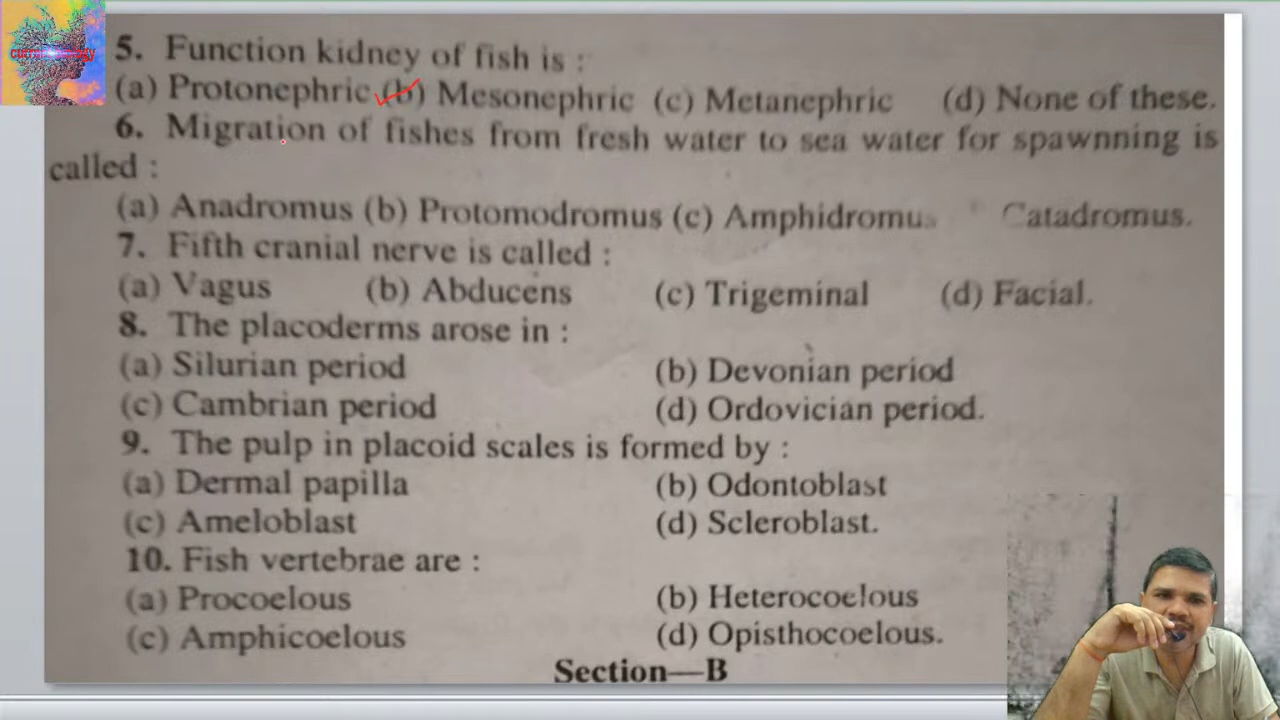 5. Function kidney of fish is :
(a) Protonephric (b) Mesonephric (c) Metanephric (d) None of these.
6. Migration of fishes from fresh water to sea water for spawnning is
called :
(a) Anadromus (b) Protomodromus (c) Amphidromus Catadromus.
7. Fifth cranial nerve is called :
(a) Vagus (b) Abducens (c) Trigeminal (d) Facial.
8. The placoderms arose in :
(a) Silurian period (b) Devonian period
(c) Cambrian period (d) Ordovician period.
9. The pulp in placoid scales is formed by :
(a) Dermal papilla (b) Odontoblast
(c) Ameloblast (d) Scleroblast.
10. Fish vertebrae are :
(a) Procoelous (b) Heterocoelous
(c) Amphicoelous (d) Opisthocoelous.
Section—B